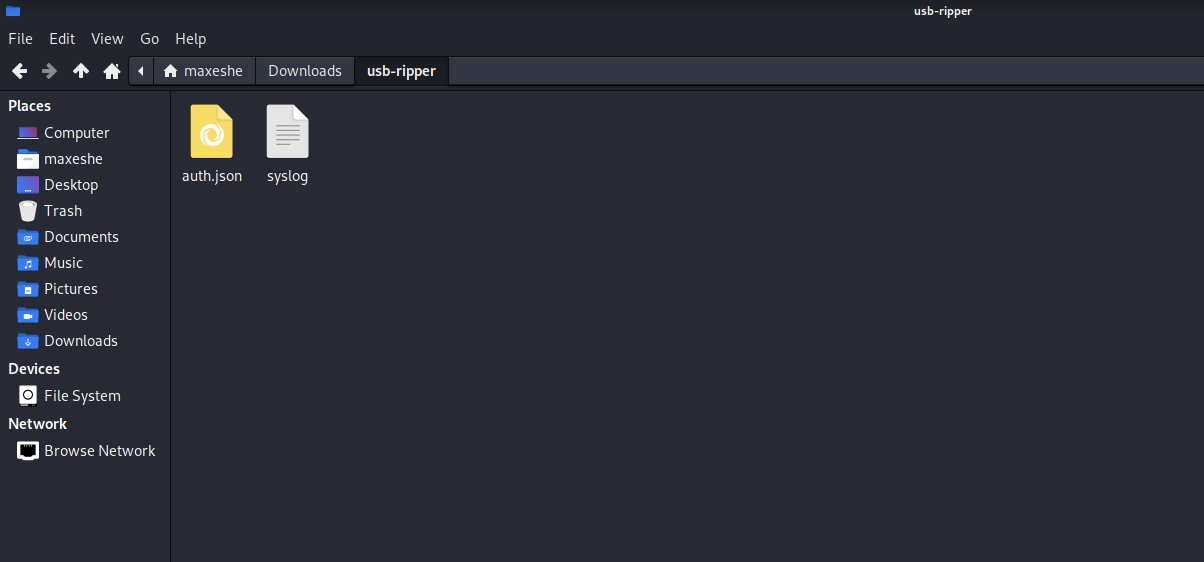 usb-ripper
File Edit View Go Help
maxeshe Downloads usb-ripper
Places
Computer
maxeshe
Desktop
Trash
Documents
Music
Pictures
Videos
Downloads
Devices
File System
Network
Browse Network
auth.json syslog